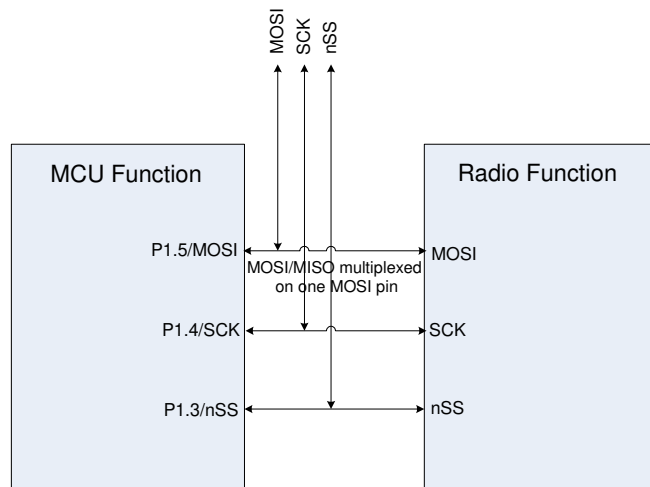 MOSI
SCK
nSS
MCU Function
Radio Function
P1.5/MOSI
MOSI
MOSI/MISO multiplexed
on one MOSI pin
P1.4/SCK
SCK
P1.3/nSS
nSS